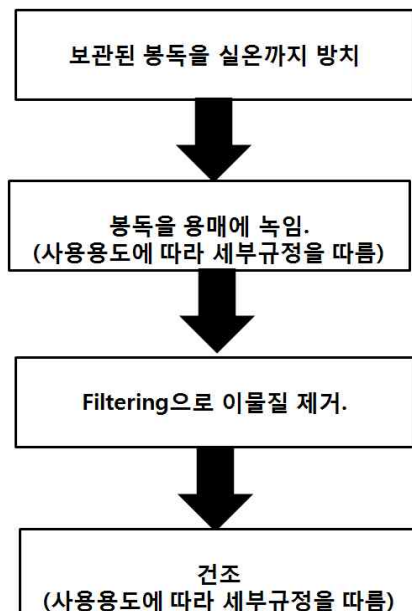 보관된 봉독을 실온까지 방치
봉독을 용매에 녹임.
(사용용도에 따라 세부규정을 따름)
Filtering으로 이물질 제거.
건조
(사용용도에 따라 세부규정을 따름)